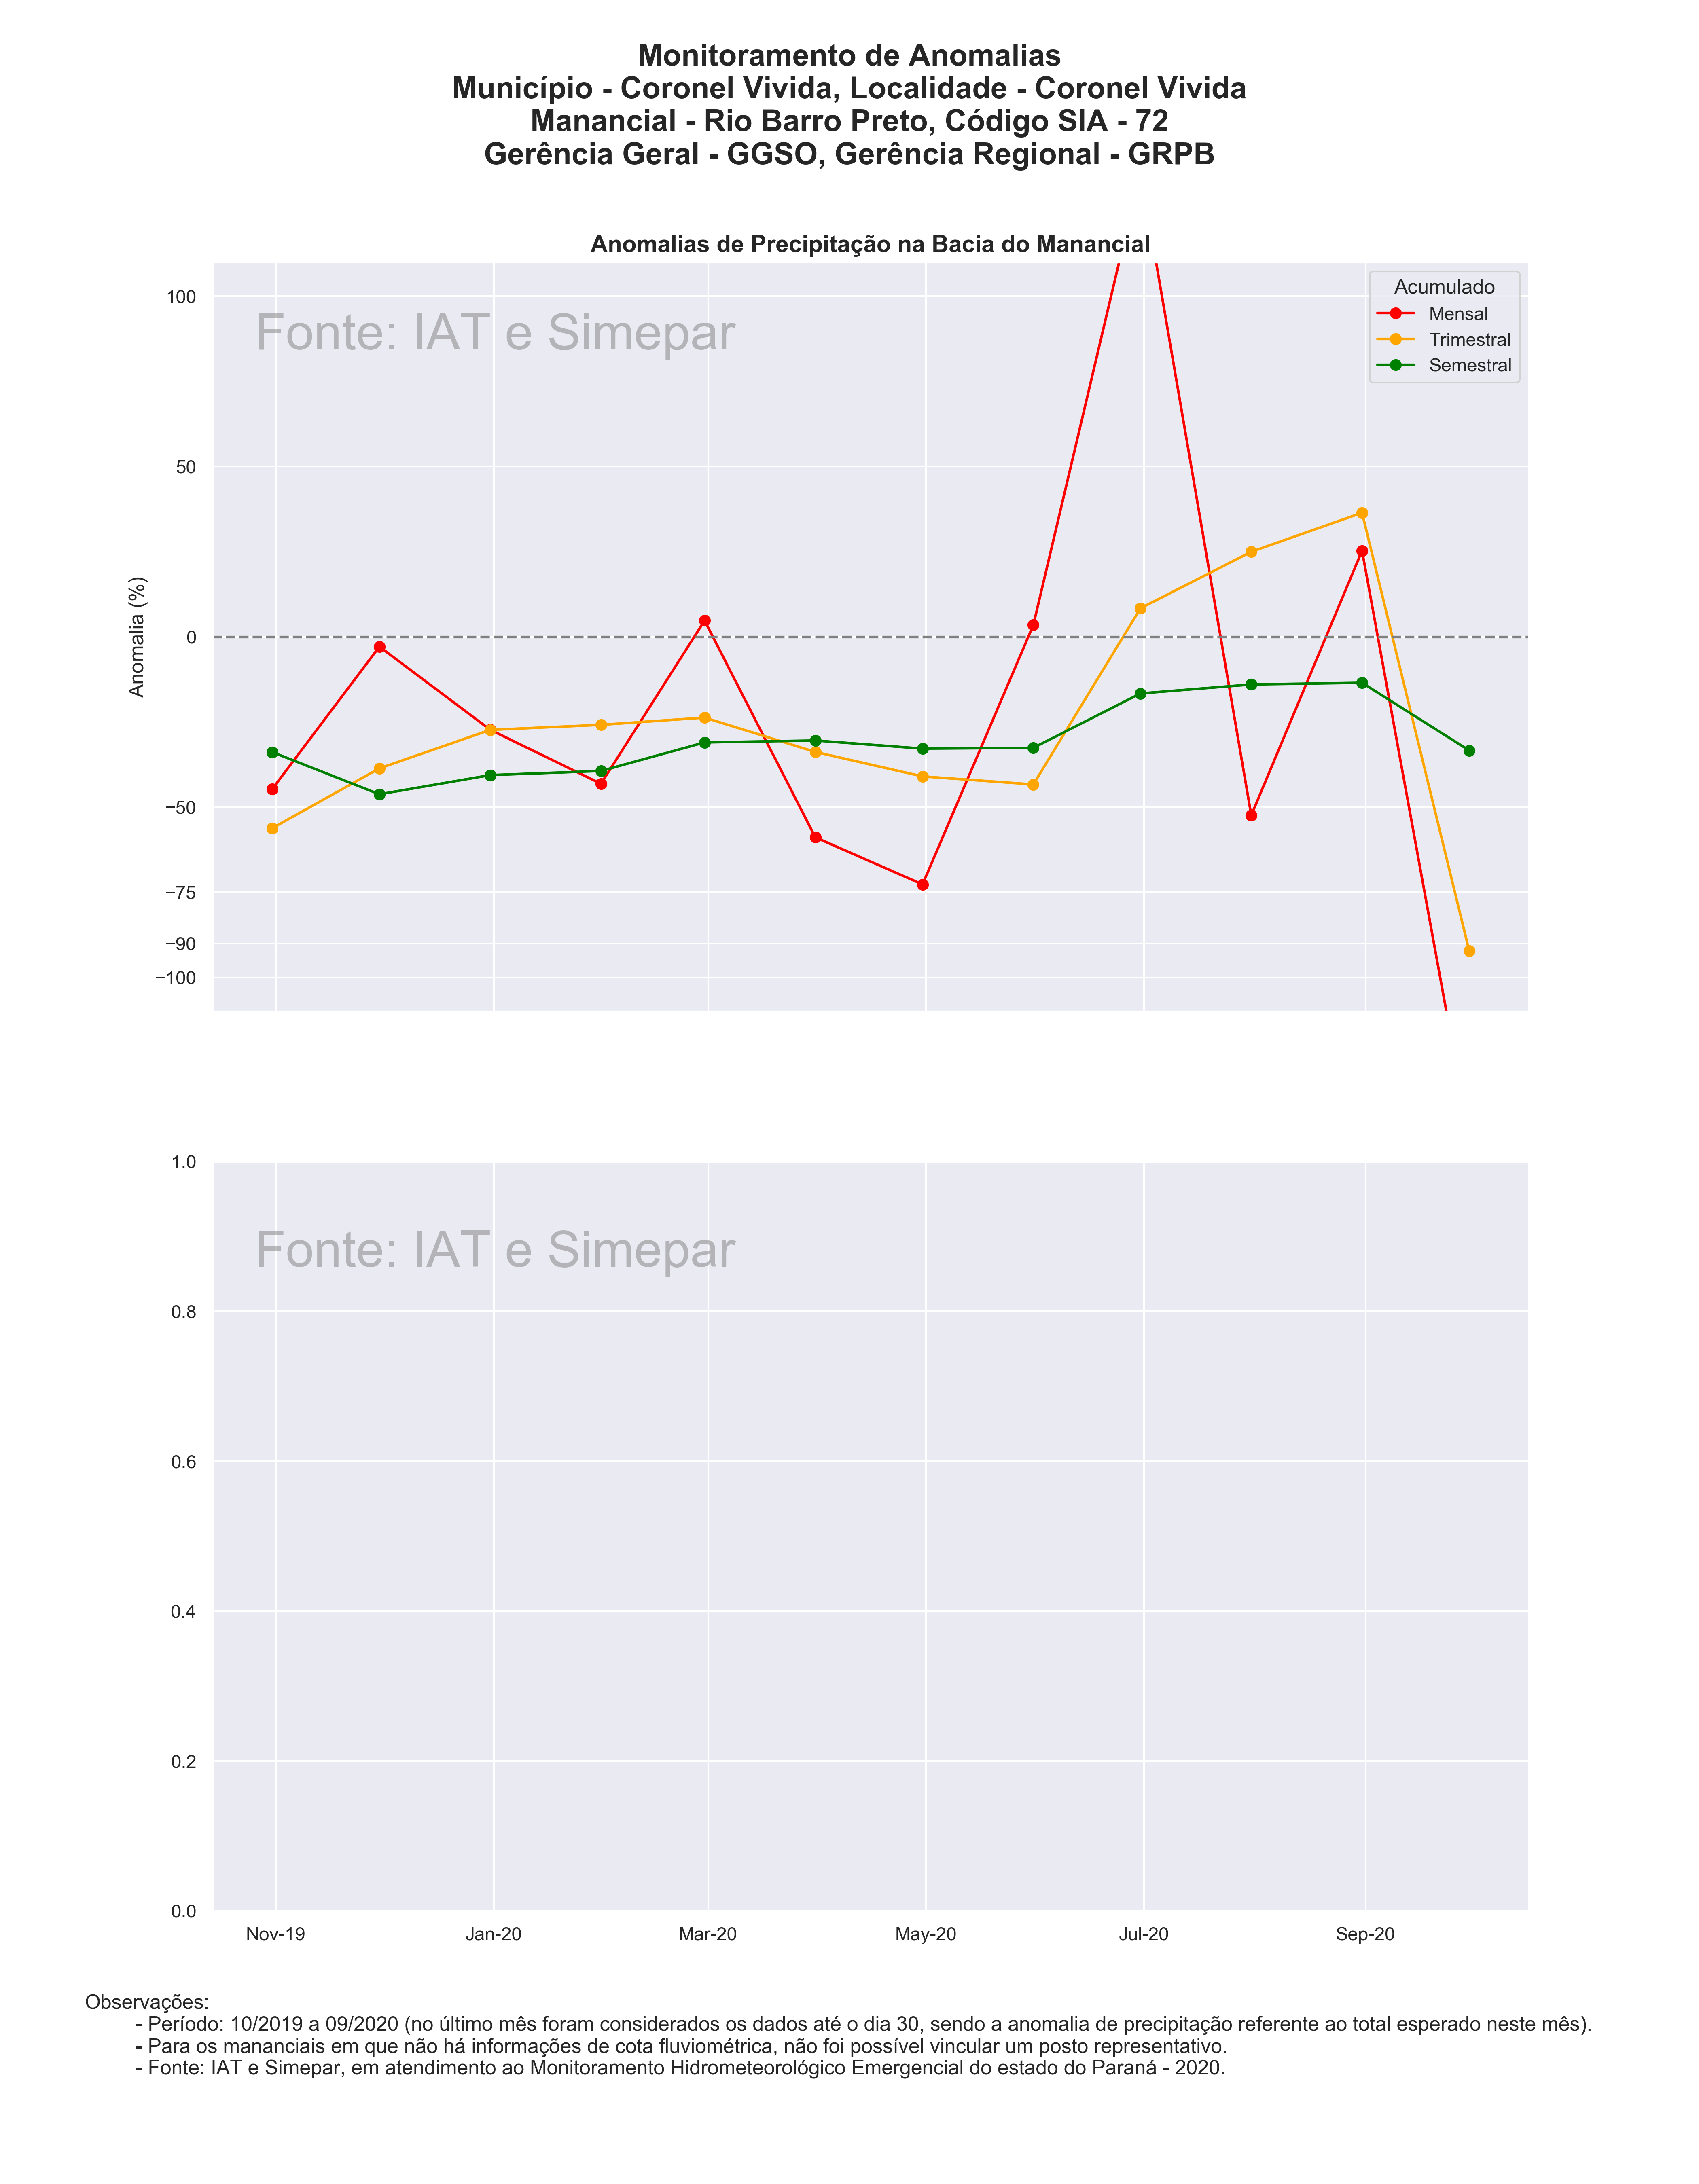 Monitoramento de Anomalias
Município - Coronel Vivida, Localidade - Coronel Vivida
Manancial - Rio Barro Preto, Código SIA - 72
Gerência Geral - GGSO, Gerência Regional - GRPB
Anomalias de Precipitação na Bacia do Manancial
Fonte: IAT e Simepar
Acumulado
Mensal
Trimestral
Semestral
Anomalia (%)
100
50
0
−50
−75
−90
−100
Fonte: IAT e Simepar
1.0
0.8
0.6
0.4
0.2
0.0
Nov-19 Jan-20 Mar-20 May-20 Jul-20 Sep-20
Observações:
- Período: 10/2019 a 09/2020 (no último mês foram considerados os dados até o dia 30, sendo a anomalia de precipitação referente ao total esperado neste mês).
- Para os mananciais em que não há informações de cota fluviométrica, não foi possível vincular um posto representativo.
- Fonte: IAT e Simepar, em atendimento ao Monitoramento Hidrometeorológico Emergencial do estado do Paraná - 2020.